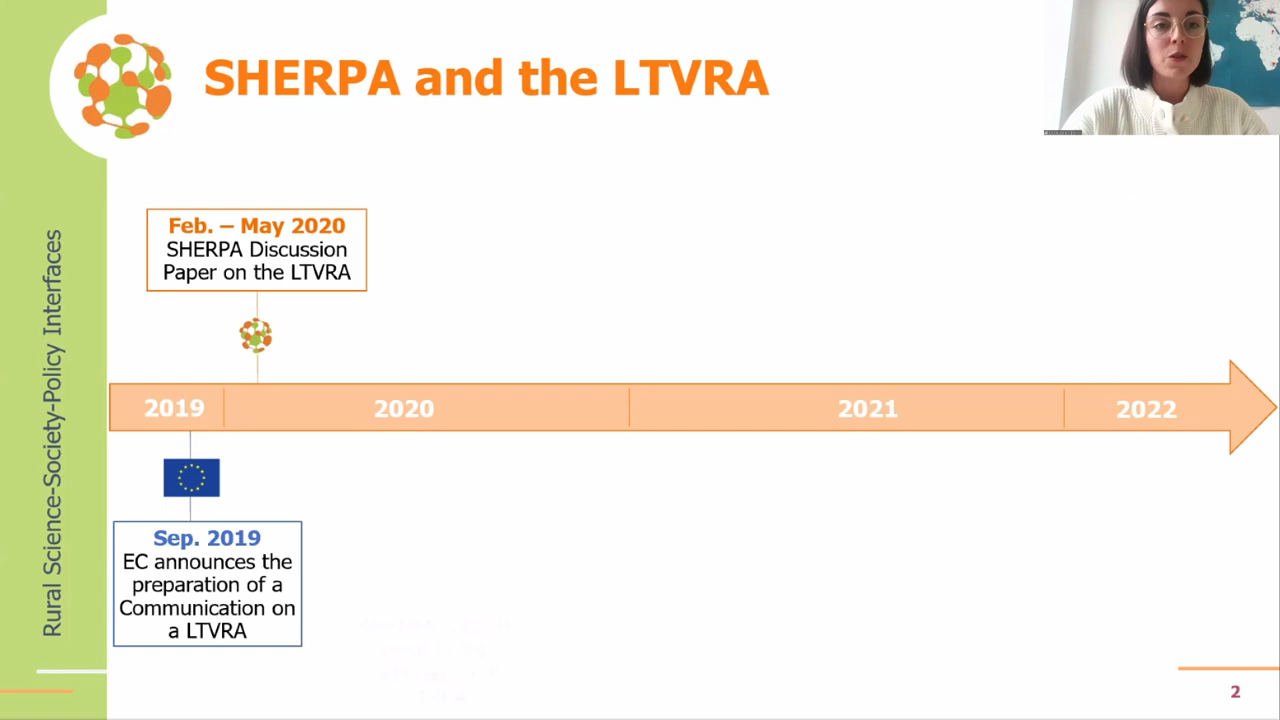 SHERPA and the LTVRA
Rural Science-Society-Policy Interfaces
Feb. – May 2020
SHERPA Discussion
Paper on the LTVRA
2019
2020
2021
2022
Sep. 2019
EC announces the
preparation of a
Communication on
a LTVRA
2